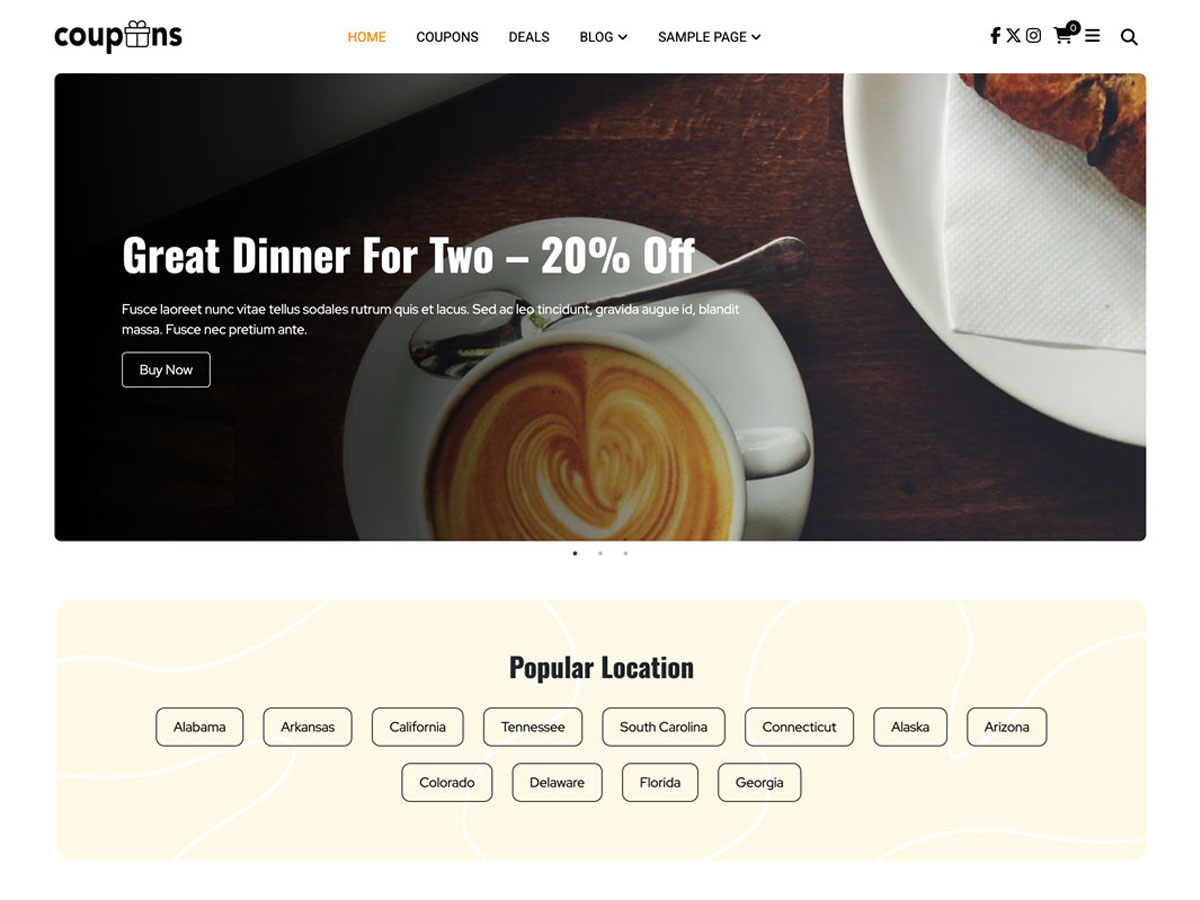 coupons
HOME COUPONS DEALS BLOG SAMPLE PAGE
0
Great Dinner For Two – 20% Off
Fusce laoreet nunc vitae tellus sodales rutrum quis et lacus. Sed ac leo tincidunt, gravida augue id, blandit
massa. Fusce nec pretium ante.
Buy Now
Popular Location
Alabama Arkansas California Tennessee South Carolina Connecticut Alaska Arizona
Colorado Delaware Florida Georgia